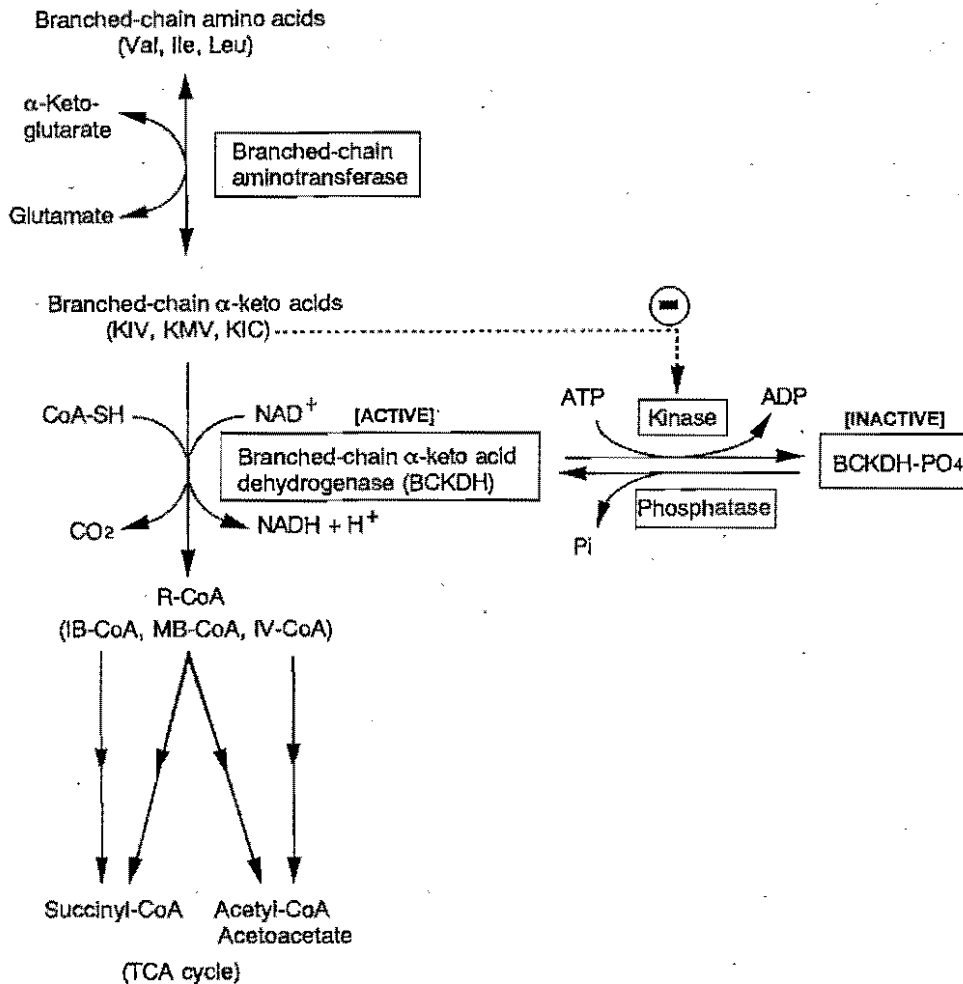 Branched-chain amino acids
(Val, Ile, Leu)
α-Keto-
glutarate
Branched-chain
aminotransferase
Glutamate
Branched-chain α-keto acids
(KIV, KMV, KIC)
CoA-SH
NAD+
[ACTIVE]
Branched-chain α-keto acid
dehydrogenase (BCKDH)
CO2
NADH + H+
ATP
Kinase
ADP
[INACTIVE]
BCKDH-PO4
Phosphatase
Pi
R-CoA
(IB-CoA, MB-CoA, IV-CoA)
Succinyl-CoA
Acetyl-CoA
Acetoacetate
(TCA cycle)